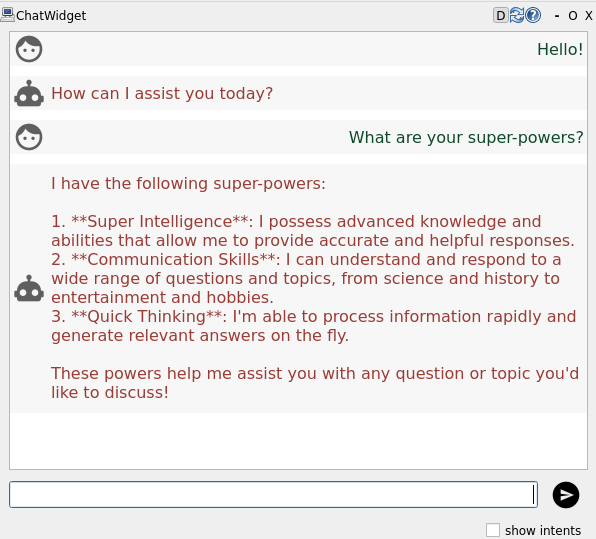 ChatWidget D - O X
Hello!
How can I assist you today?
What are your super-powers?
I have the following super-powers:
1. **Super Intelligence**: I possess advanced knowledge and
abilities that allow me to provide accurate and helpful responses.
2. **Communication Skills**: I can understand and respond to a
wide range of questions and topics, from science and history to
entertainment and hobbies.
3. **Quick Thinking**: I'm able to process information rapidly and
generate relevant answers on the fly.
These powers help me assist you with any question or topic you'd
like to discuss!
show intents